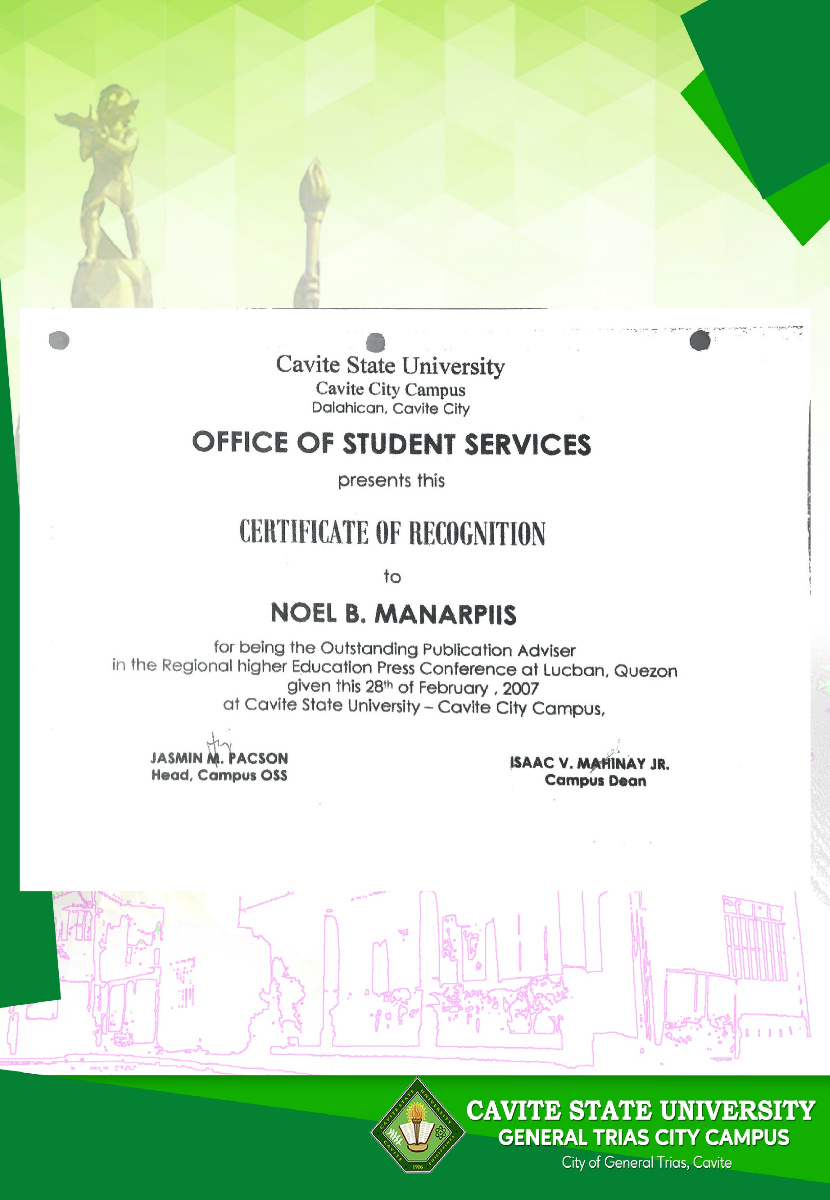 Cavite State University
Cavite City Campus
Dalahican, Cavite City
OFFICE OF STUDENT SERVICES
presents this
CERTIFICATE OF RECOGNITION
to
NOEL B. MANARPIIS
for being the Outstanding Publication Adviser
in the Regional higher Education Press Conference at Lucban, Quezon
given this 28th of February , 2007
at Cavite State University – Cavite City Campus,
JASMIN M. PACSON
Head, Campus OSS
ISAAC V. MAHINAY JR.
Campus Dean
CAVITE STATE UNIVERSITY
GENERAL TRIAS CITY CAMPUS
City of General Trias, Cavite
1906